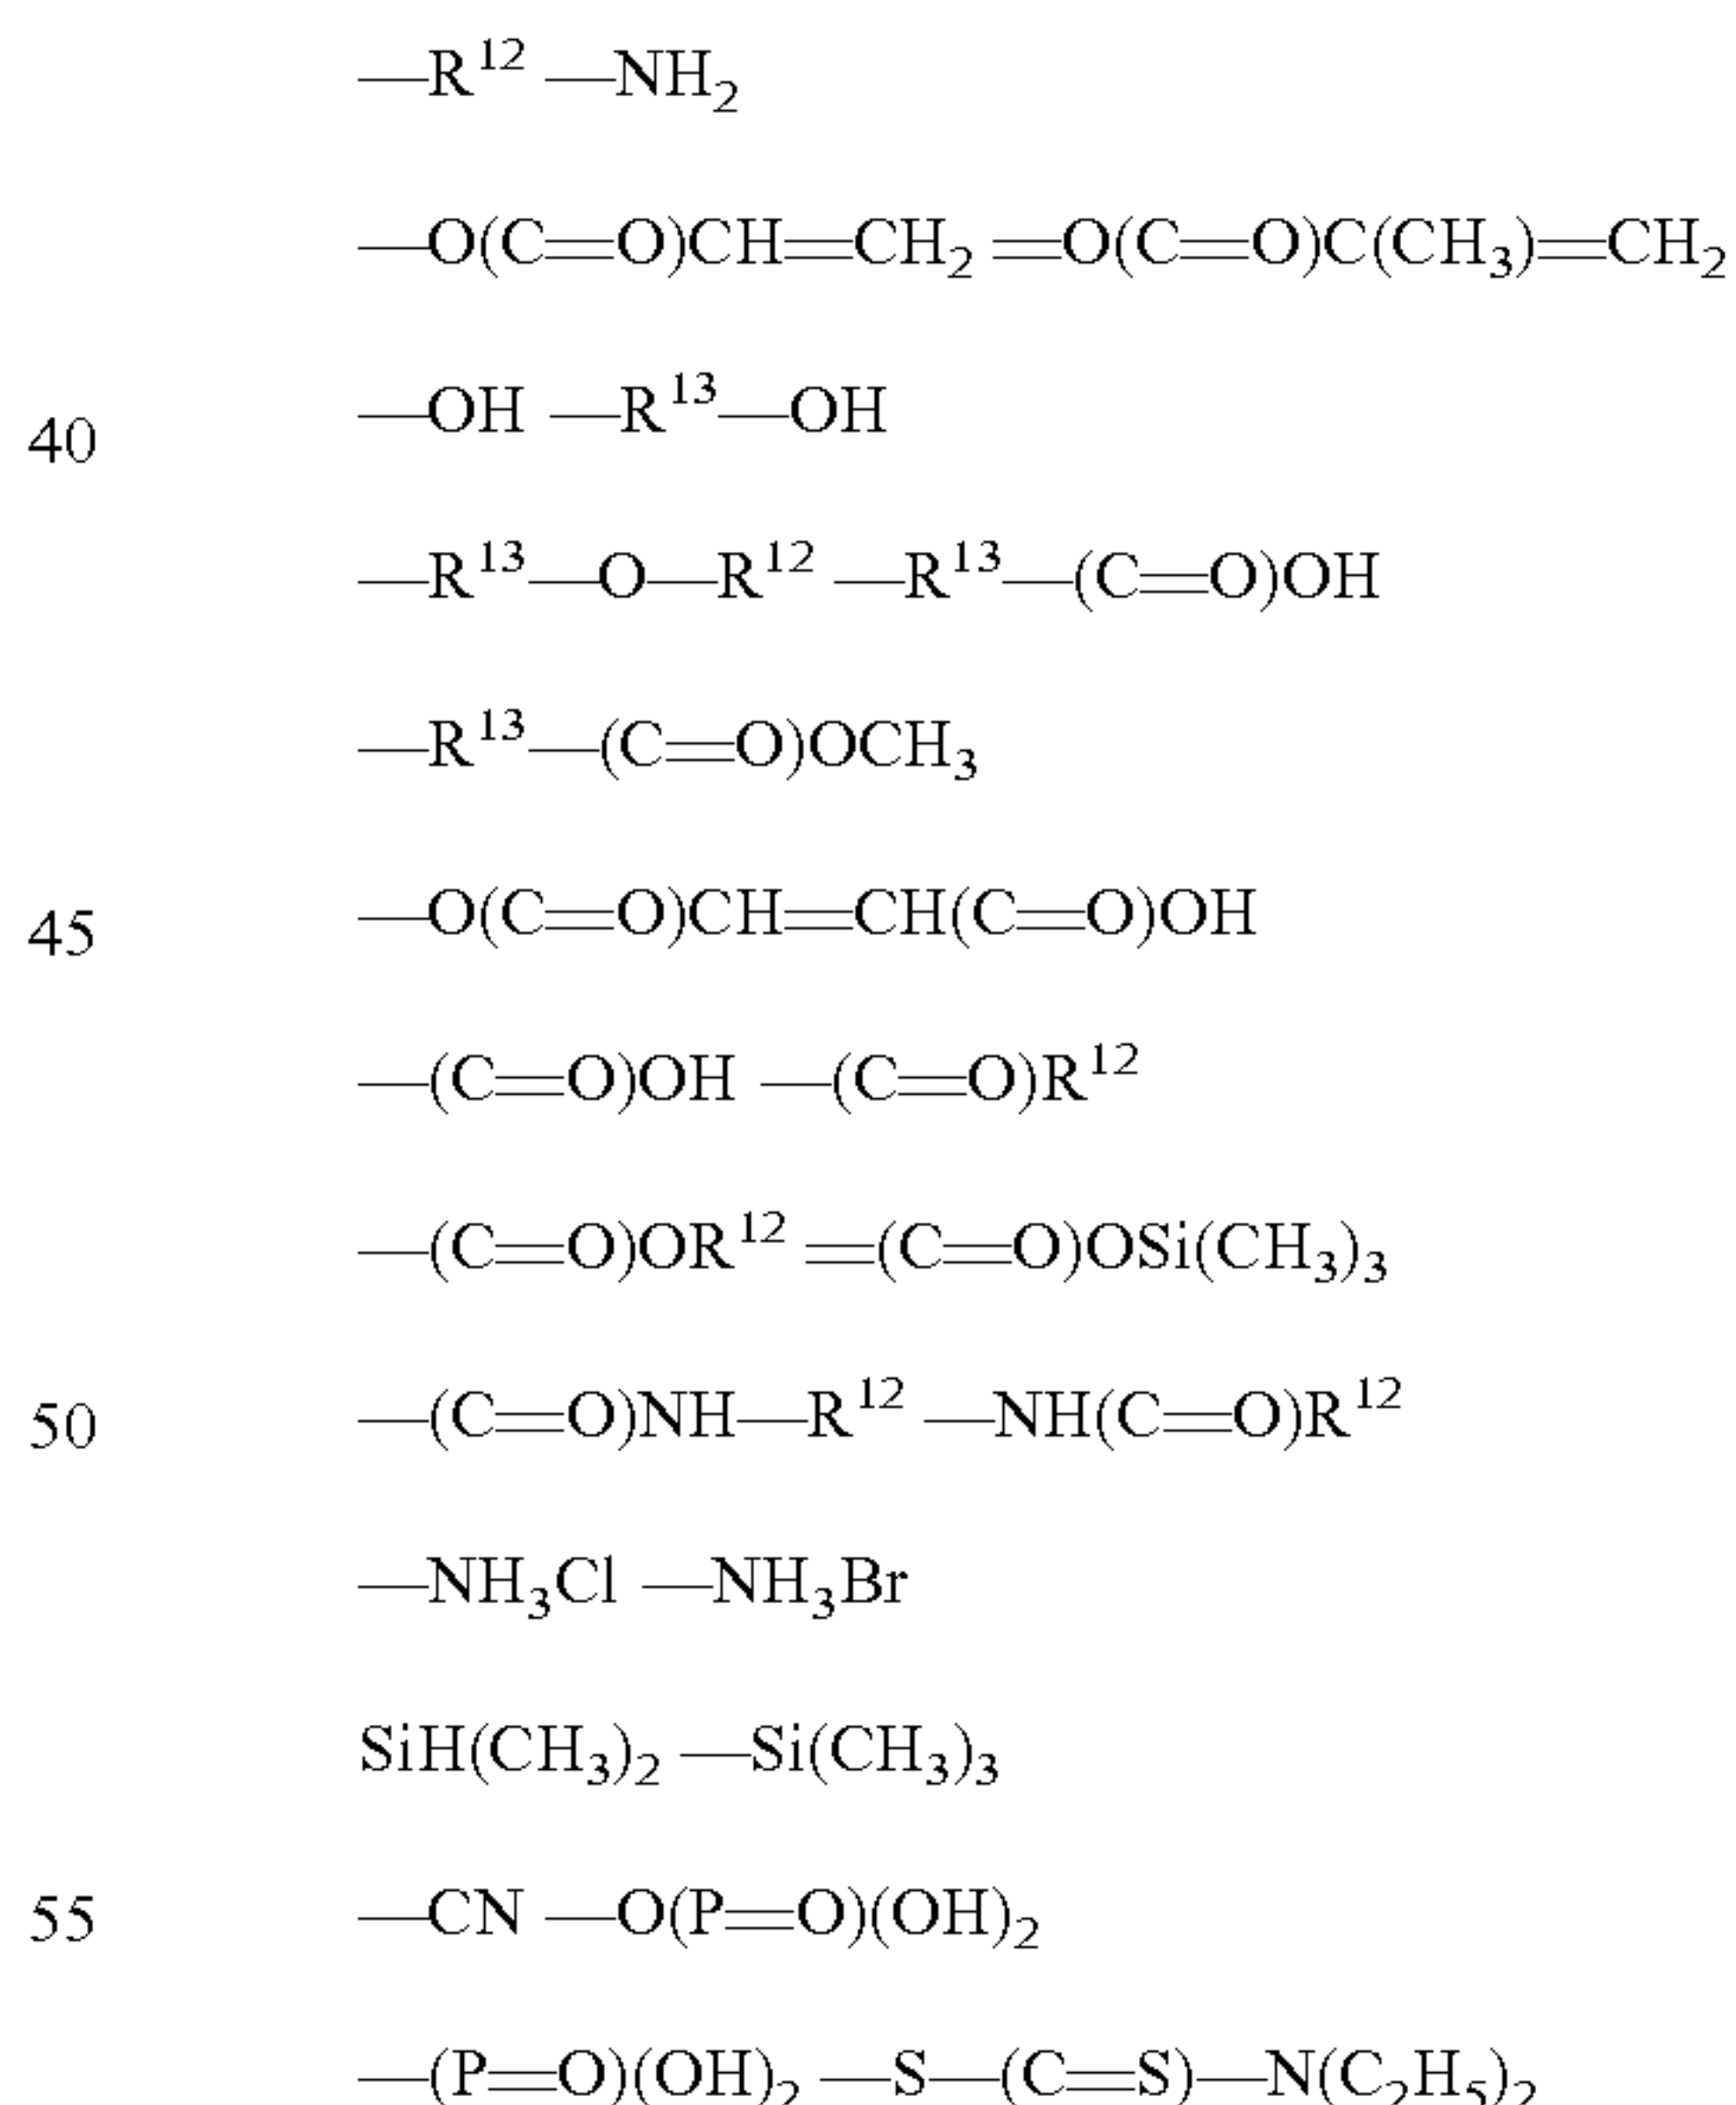 —R¹²—NH₂
—O(C=O)CH=CH₂ =O(C=O)C(CH₃)=CH₂
40 —OH —R¹³—OH
—R¹³—O—R¹² —R¹³—(C=O)OH
—R¹³—(C=O)OCH₃
45 —O(C=O)CH=CH(C=O)OH
—(C=O)OH —(C=O)R¹²
—(C=O)OR¹² =(C=O)OSi(CH₃)₃
50 —(C=O)NH—R¹² —NH(C=O)R¹²
—NH₃Cl —NH₃Br
SiH(CH₃)₂ —Si(CH₃)₃
55 —CN —O(P=O)(OH)₂
—(P=O)(OH)₂ —S—(C=S)—N(C₂H₅)₂